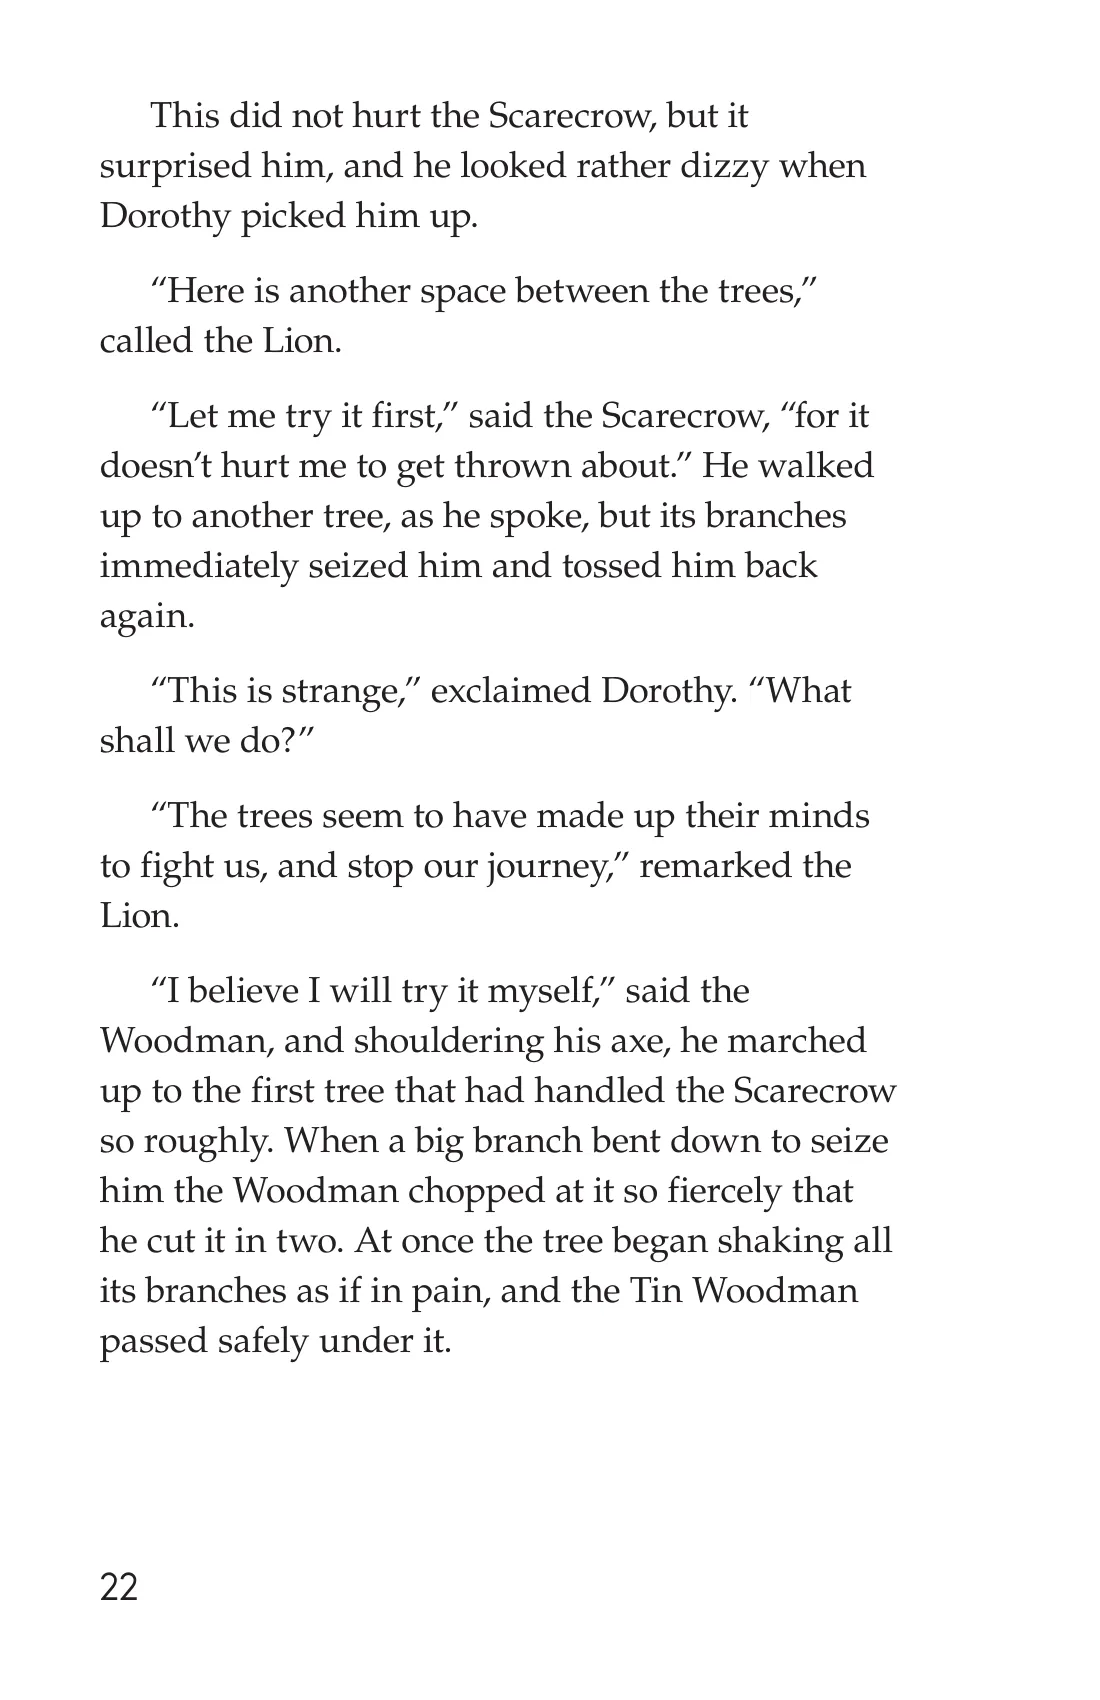 This did not hurt the Scarecrow, but it
surprised him, and he looked rather dizzy when
Dorothy picked him up.
“Here is another space between the trees,”
called the Lion.
“Let me try it first,” said the Scarecrow, “for it
doesn’t hurt me to get thrown about.” He walked
up to another tree, as he spoke, but its branches
immediately seized him and tossed him back
again.
“This is strange,” exclaimed Dorothy. “What
shall we do?”
“The trees seem to have made up their minds
to fight us, and stop our journey,” remarked the
Lion.
“I believe I will try it myself,” said the
Woodman, and shouldering his axe, he marched
up to the first tree that had handled the Scarecrow
so roughly. When a big branch bent down to seize
him the Woodman chopped at it so fiercely that
he cut it in two. At once the tree began shaking all
its branches as if in pain, and the Tin Woodman
passed safely under it.
22